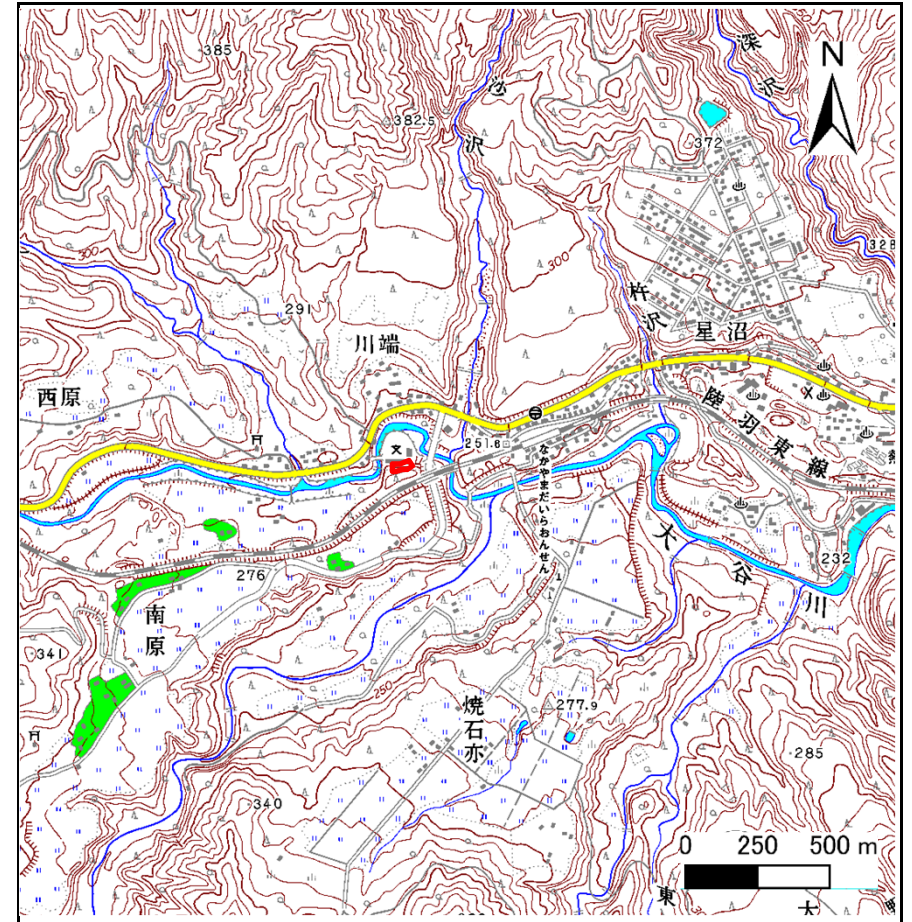 385
深沢
N
382.5
沙沢
372
328
300
300
291
杵沢
川端
星沼
西原
陸羽東線
文
251.8
なかやまだいらおんせん
大谷川
232
276
南原
341
250
焼石亦
277.9
285
340
0 250 500 m
東
大